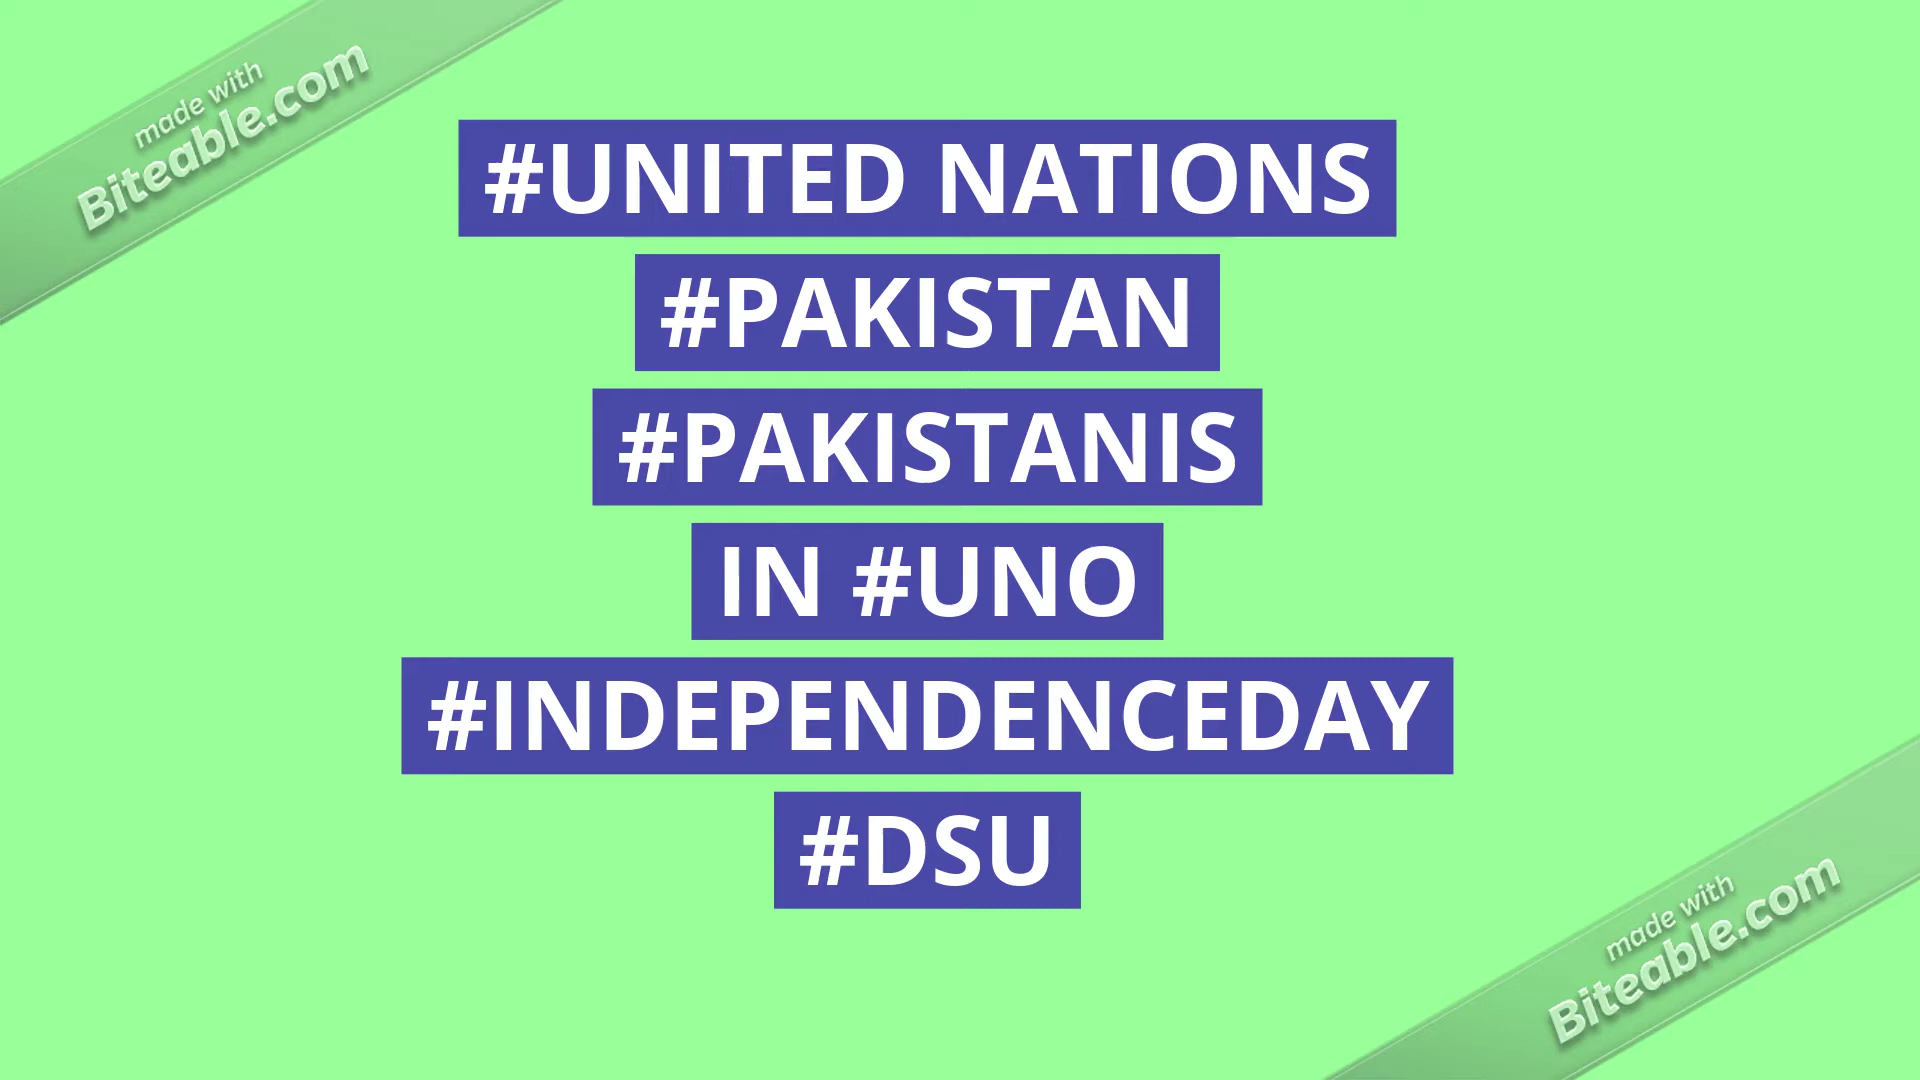 made with
Biteable.com
#UNITED NATIONS
#PAKISTAN
#PAKISTANIS
IN #UNO
#INDEPENDENCEDAY
#DSU
made with
Biteable.com